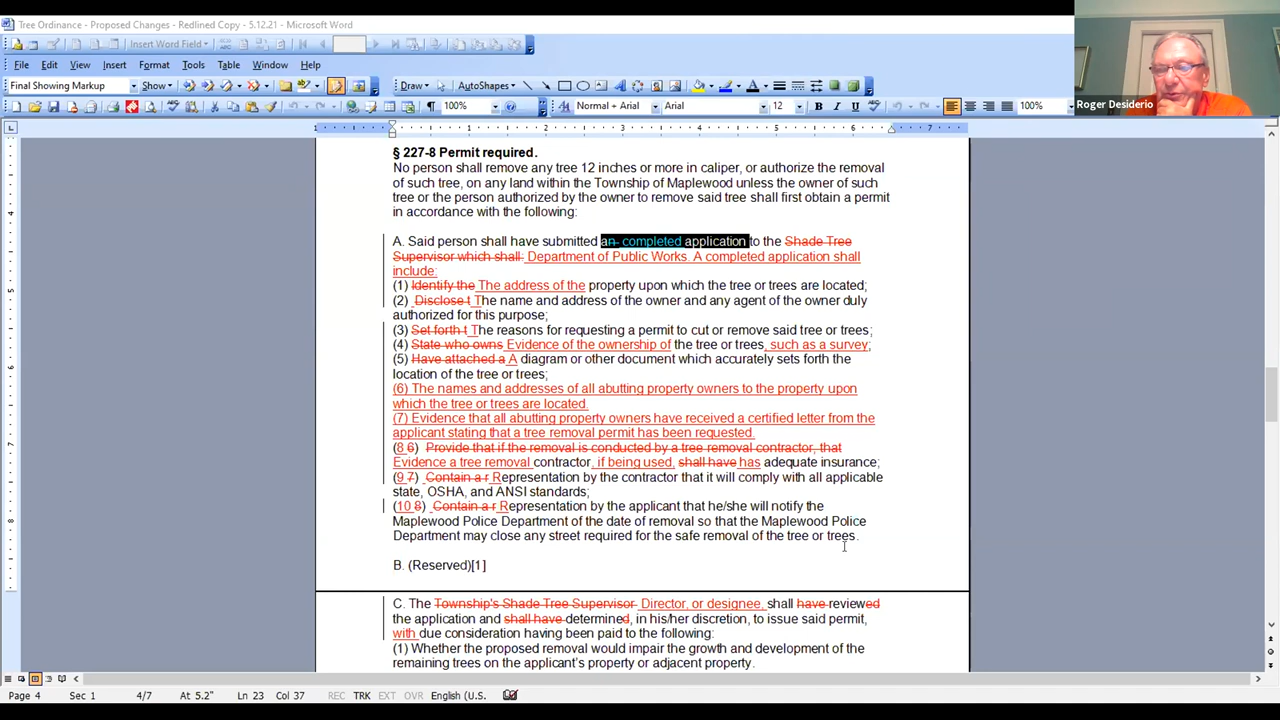 Tree Ordinance - Proposed Changes - Redlined Copy - 5.12.21 - Microsoft Word
Insert Word Field
File Edit View Insert Format Tools Table Window Help
Final Showing Markup Show Draw AutoShapes
100% Normal + Arial Arial 12 B I U 100%
Roger Desiderio
1 1 2 3 4 5 6 7
§ 227-8 Permit required.
No person shall remove any tree 12 inches or more in caliper, or authorize the removal
of such tree, on any land within the Township of Maplewood unless the owner of such
tree or the person authorized by the owner to remove said tree shall first obtain a permit
in accordance with the following:
A. Said person shall have submitted an completed application to the Shade Tree
Supervisor which shall Department of Public Works. A completed application shall
include:
(1) Identify the The address of the property upon which the tree or trees are located;
(2) Disclose t The name and address of the owner and any agent of the owner duly
authorized for this purpose;
(3) Set forth t The reasons for requesting a permit to cut or remove said tree or trees;
(4) State who owns Evidence of the ownership of the tree or trees, such as a survey;
(5) Have attached a A diagram or other document which accurately sets forth the
location of the tree or trees;
(6) The names and addresses of all abutting property owners to the property upon
which the tree or trees are located.
(7) Evidence that all abutting property owners have received a certified letter from the
applicant stating that a tree removal permit has been requested.
(8 6) Provide that if the removal is conducted by a tree removal contractor, that
Evidence a tree removal contractor, if being used, shall have has adequate insurance;
(9 7) Contain a r Representation by the contractor that it will comply with all applicable
state, OSHA, and ANSI standards;
(10 8) Contain a r Representation by the applicant that he/she will notify the
Maplewood Police Department of the date of removal so that the Maplewood Police
Department may close any street required for the safe removal of the tree or trees.
B. (Reserved)[1]
C. The Township's Shade Tree Supervisor Director, or designee, shall have reviewed
the application and shall have determined, in his/her discretion, to issue said permit,
with due consideration having been paid to the following:
(1) Whether the proposed removal would impair the growth and development of the
remaining trees on the applicant's property or adjacent property.
Page 4 Sec 1 4/7 At 5.2" Ln 23 Col 37 REC TRK EXT OVR English (U.S.